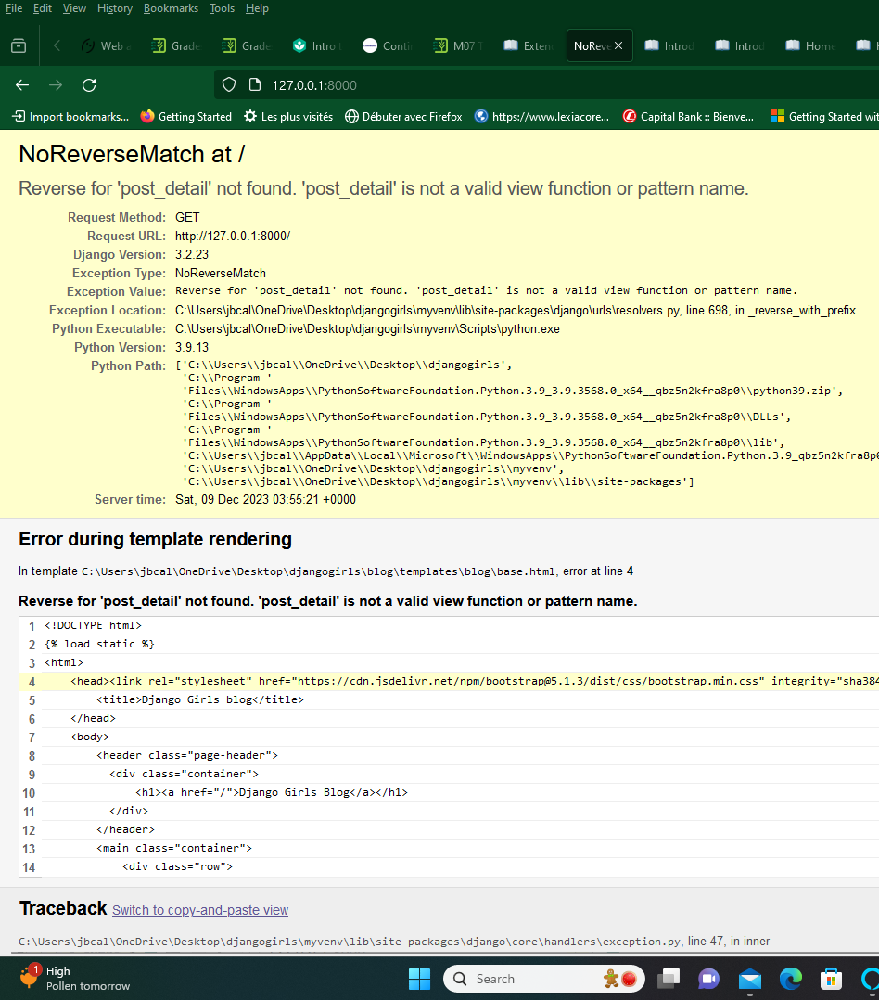 File Edit View History Bookmarks Tools Help
Web a Grade Grade Intro t Conti M07 T Exten NoReve Introd Introd Home
127.0.0.1:8000
Import bookmarks... Getting Started Les plus visités Débuter avec Firefox https://www.lexiacore... Capital Bank :: Bienve... Getting Started wit
NoReverseMatch at /
Reverse for 'post_detail' not found. 'post_detail' is not a valid view function or pattern name.
Request Method: GET
Request URL: http://127.0.0.1:8000/
Django Version: 3.2.23
Exception Type: NoReverseMatch
Exception Value: Reverse for 'post_detail' not found. 'post_detail' is not a valid view function or pattern name.
Exception Location: C:\Users\jbcal\OneDrive\Desktop\djangogirls\myvenv\lib\site-packages\django\urls\resolvers.py, line 698, in _reverse_with_prefix
Python Executable: C:\Users\jbcal\OneDrive\Desktop\djangogirls\myvenv\Scripts\python.exe
Python Version: 3.9.13
Python Path: ['C:\\Users\\jbcal\\OneDrive\\Desktop\\djangogirls',
'C:\\Program '
'Files\\WindowsApps\\PythonSoftwareFoundation.Python.3.9_3.9.3568.0_x64__qbz5n2kfra8p0\\python39.zip',
'C:\\Program '
'Files\\WindowsApps\\PythonSoftwareFoundation.Python.3.9_3.9.3568.0_x64__qbz5n2kfra8p0\\DLLs',
'C:\\Program '
'Files\\WindowsApps\\PythonSoftwareFoundation.Python.3.9_3.9.3568.0_x64__qbz5n2kfra8p0\\lib',
'C:\\Users\\jbcal\\AppData\\Local\\Microsoft\\WindowsApps\\PythonSoftwareFoundation.Python.3.9_qbz5n2kfra8p0
'C:\\Users\\jbcal\\OneDrive\\Desktop\\djangogirls\\myvenv',
'C:\\Users\\jbcal\\OneDrive\\Desktop\\djangogirls\\myvenv\\lib\\site-packages']
Server time: Sat, 09 Dec 2023 03:55:21 +0000
Error during template rendering
In template C:\Users\jbcal\OneDrive\Desktop\djangogirls\blog\templates\blog\base.html, error at line 4
Reverse for 'post_detail' not found. 'post_detail' is not a valid view function or pattern name.
1 <!DOCTYPE html>
2 {% load static %}
3 <html>
4 <head><link rel="stylesheet" href="https://cdn.jsdelivr.net/npm/bootstrap@5.1.3/dist/css/bootstrap.min.css" integrity="sha384
5 <title>Django Girls blog</title>
6 </head>
7 <body>
8 <header class="page-header">
9 <div class="container">
10 <h1><a href="/">Django Girls Blog</a></h1>
11 </div>
12 </header>
13 <main class="container">
14 <div class="row">
Traceback Switch to copy-and-paste view
C:\Users\jbcal\OneDrive\Desktop\djangogirls\myvenv\lib\site-packages\django\core\handlers\exception.py, line 47, in inner
1 High
Pollen tomorrow
Search